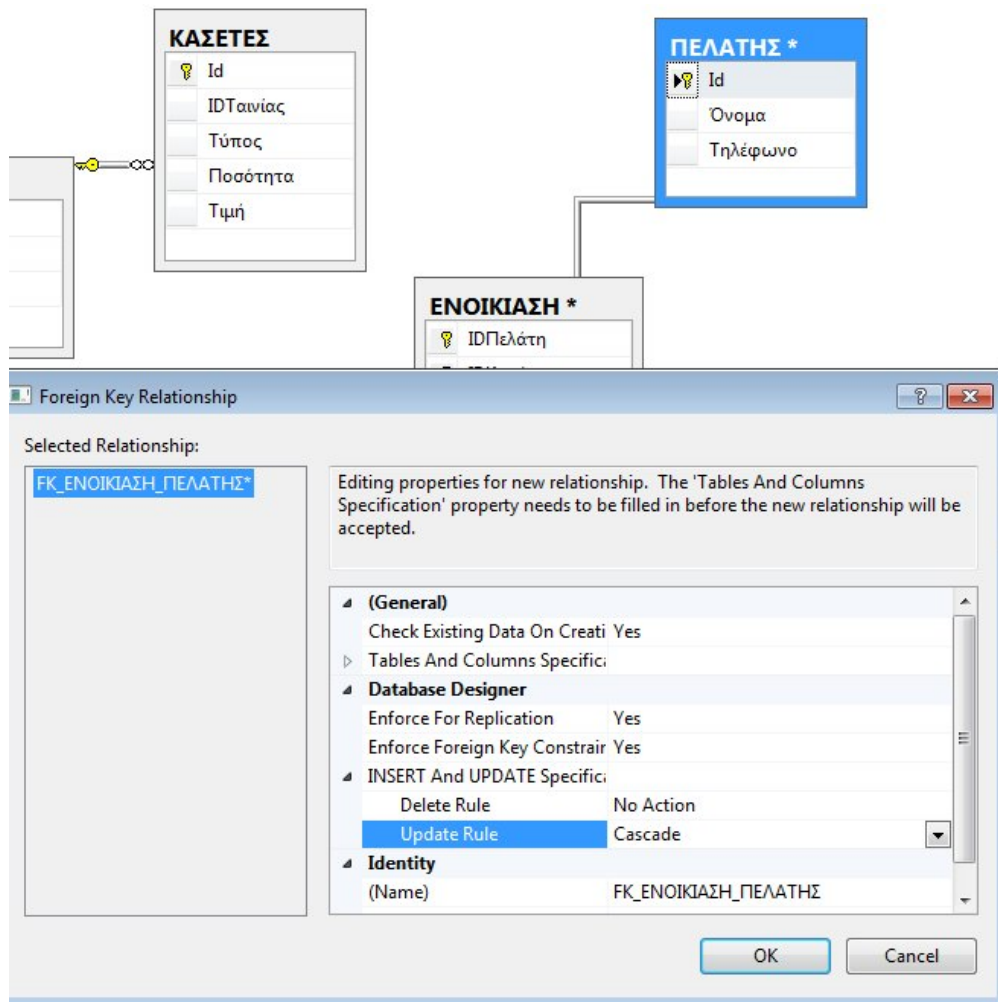 ΚΑΣΕΤΕΣ
Id
IDΤαινίας
Τύπος
Ποσότητα
Τιμή
ΠΕΛΑΤΗΣ *
Id
Όνομα
Τηλέφωνο
ΕΝΟΙΚΙΑΣΗ *
IDΠελάτη
Foreign Key Relationship
Selected Relationship:
FK_ΕΝΟΙΚΙΑΣΗ_ΠΕΛΑΤΗΣ*
Editing properties for new relationship. The 'Tables And Columns
Specification' property needs to be filled in before the new relationship will be
accepted.
(General)
Check Existing Data On Creati Yes
Tables And Columns Specifica
Database Designer
Enforce For Replication Yes
Enforce Foreign Key Constrain Yes
INSERT And UPDATE Specifica
Delete Rule No Action
Update Rule Cascade
Identity
(Name) FK_ΕΝΟΙΚΙΑΣΗ_ΠΕΛΑΤΗΣ
OK Cancel